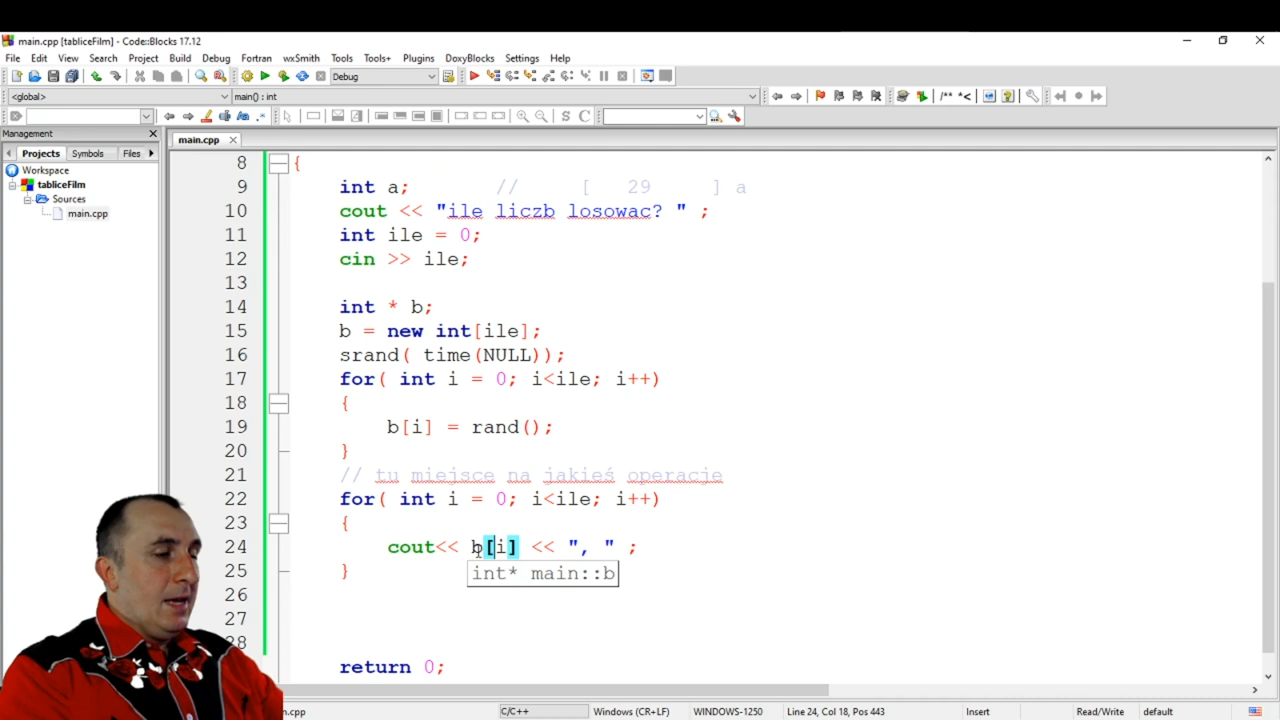 main.cpp [tabliceFilm] - Code::Blocks 17.12
File Edit View Search Project Build Debug Fortran wxSmith Tools Tools+ Plugins DoxyBlocks Settings Help
Debug
<global> main() : int
/** *<
S C
Management
main.cpp
Projects Symbols Files
Workspace
tabliceFilm
Sources
main.cpp
8 {
9 int a; // [ 29 ] a
10 cout << "ile liczb losowac? " ;
11 int ile = 0;
12 cin >> ile;
13
14 int * b;
15 b = new int[ile];
16 srand( time(NULL));
17 for( int i = 0; i<ile; i++)
18 {
19 b[i] = rand();
20 }
21 // tu miejsce na jakieś operacje
22 for( int i = 0; i<ile; i++)
23 {
24 cout<< b[i] << ", " ;
int* main::b
25 }
26
27
28
return 0;
C/C++ Windows (CR+LF) WINDOWS-1250 Line 24, Col 18, Pos 443 Insert Read/Write default